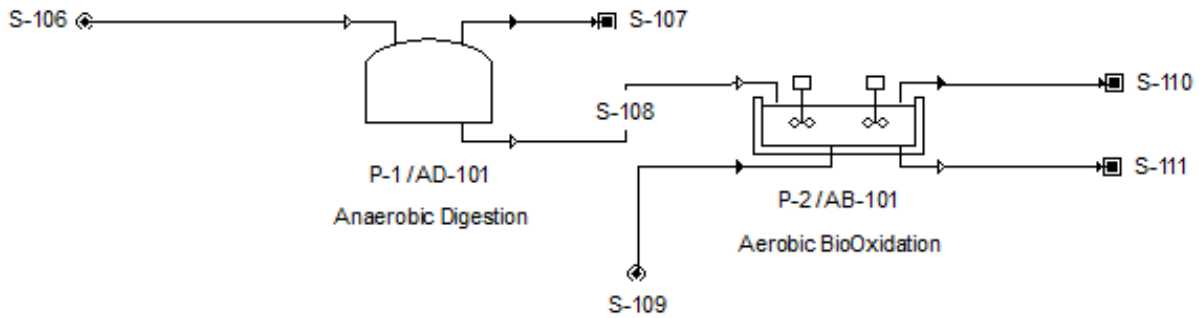 S-106
S-107
S-110
S-108
S-111
P-1 / AD-101
P-2 / AB-101
Anaerobic Digestion
Aerobic BioOxidation
S-109